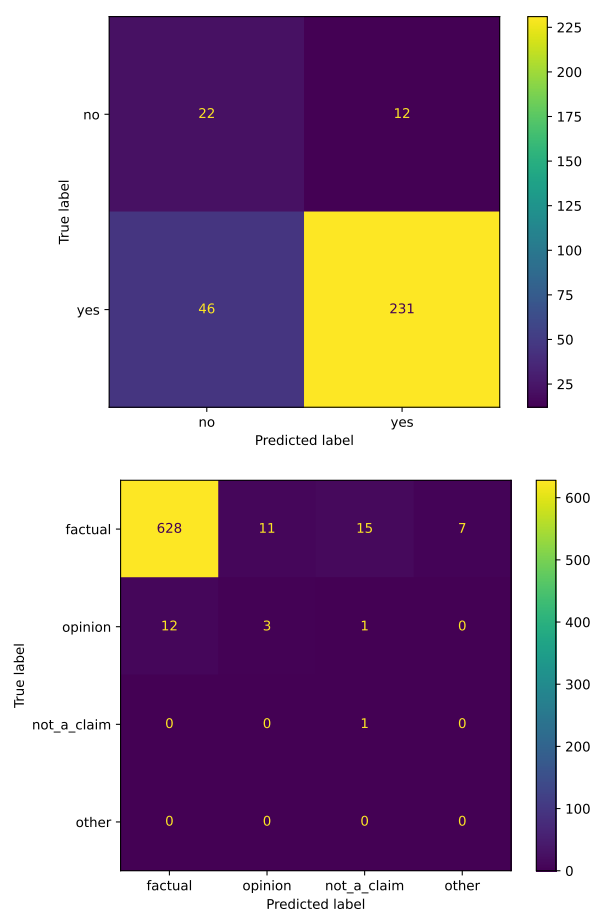 225
200
175
150
125
100
75
50
25
no
22
12
yes
46
231
True label
no
yes
Predicted label
600
500
400
300
200
100
0
factual
628
11
15
7
opinion
12
3
1
0
not_a_claim
0
0
1
0
other
0
0
0
0
True label
factual
opinion
not_a_claim
other
Predicted label